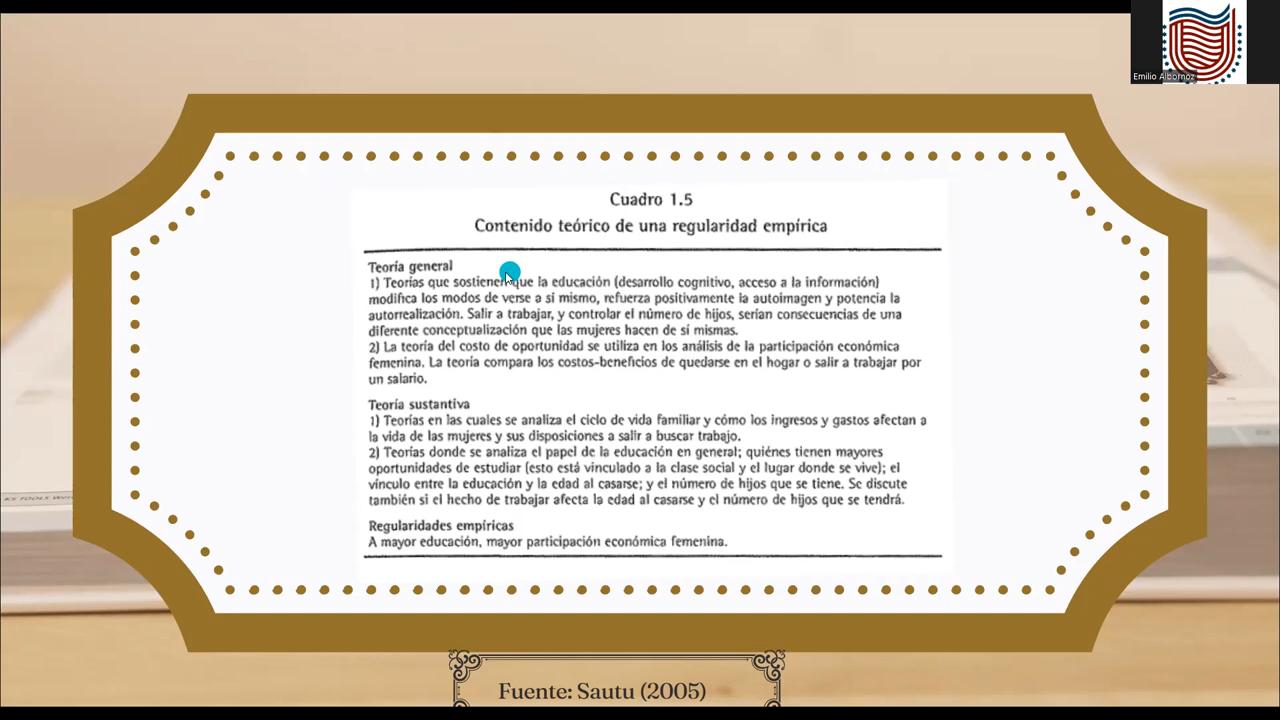 Emilio Albornoz
Cuadro 1.5
Contenido teórico de una regularidad empírica
Teoría general
1) Teorías que sostienen que la educación (desarrollo cognitivo, acceso a la información)
modifica los modos de verse a si mismo, refuerza positivamente la autoimagen y potencia la
autorrealización. Salir a trabajar, y controlar el número de hijos, serían consecuencias de una
diferente conceptualización que las mujeres hacen de sí mismas.
2) La teoría del costo de oportunidad se utiliza en los análisis de la participación económica
femenina. La teoría compara los costos-beneficios de quedarse en el hogar o salir a trabajar por
un salario.
Teoría sustantiva
1) Teorías en las cuales se analiza el ciclo de vida familiar y cómo los ingresos y gastos afectan a
la vida de las mujeres y sus disposiciones a salir a buscar trabajo.
2) Teorías donde se analiza el papel de la educación en general; quiénes tienen mayores
oportunidades de estudiar (esto está vinculado a la clase social y el lugar donde se vive); el
vínculo entre la educación y la edad al casarse; y el número de hijos que se tiene. Se discute
también si el hecho de trabajar afecta la edad al casarse y el número de hijos que se tendrá.
Regularidades empíricas
A mayor educación, mayor participación económica femenina.
Fuente: Sautu (2005)